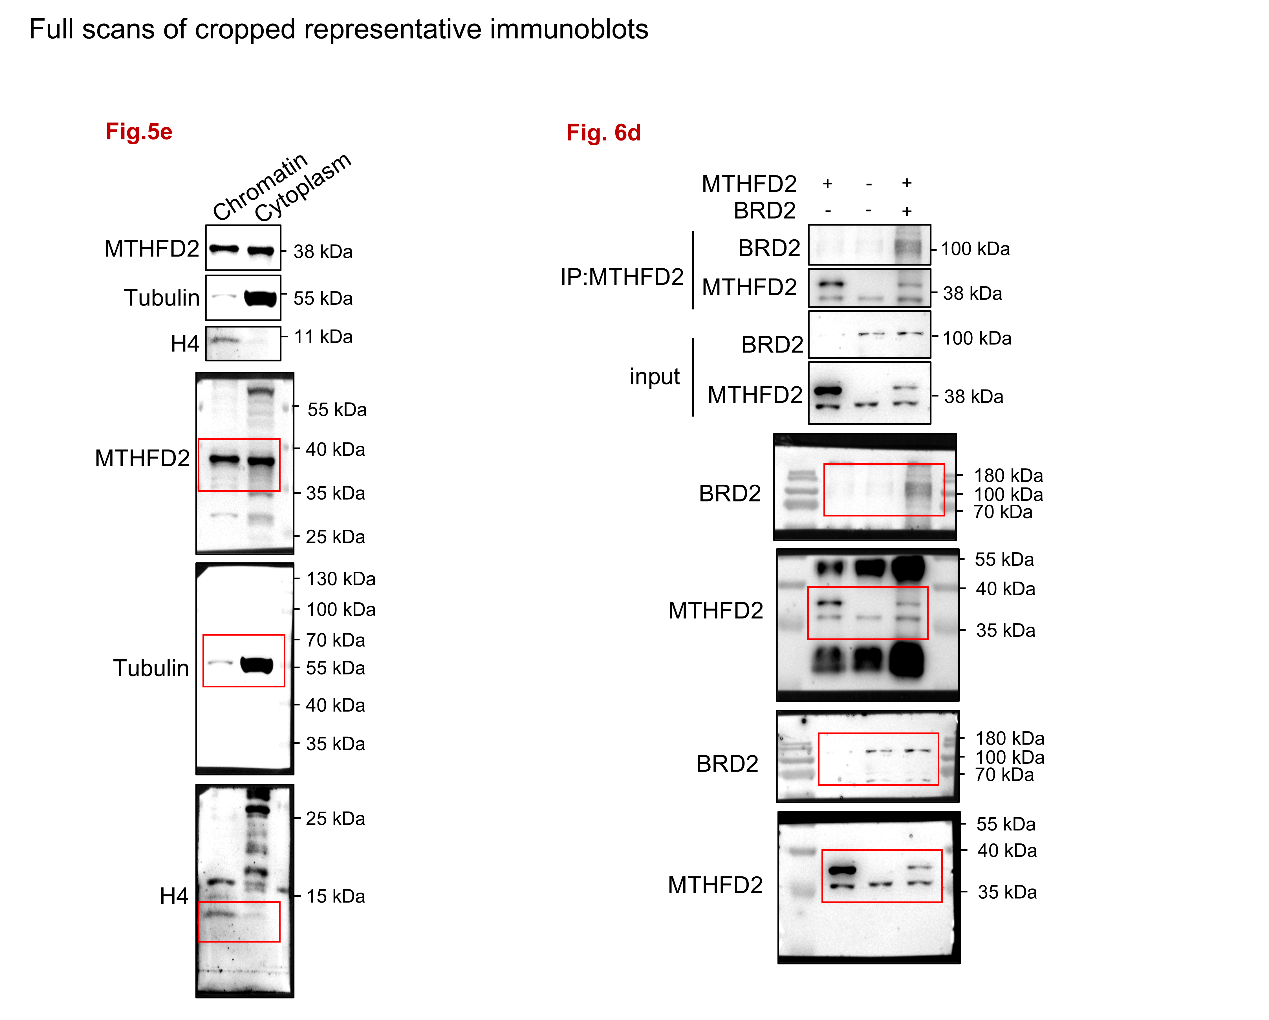 Full scans of cropped representative immunoblots
Fig.5e
Chromatin
Cytoplasm
MTHFD2
38 kDa
Tubulin
55 kDa
H4
11 kDa
MTHFD2
55 kDa
40 kDa
35 kDa
25 kDa
Tubulin
130 kDa
100 kDa
70 kDa
55 kDa
40 kDa
35 kDa
H4
25 kDa
15 kDa
Fig. 6d
MTHFD2 + - +
BRD2 - - +
IP:MTHFD2
BRD2
100 kDa
MTHFD2
38 kDa
input
BRD2
100 kDa
MTHFD2
38 kDa
BRD2
180 kDa
100 kDa
70 kDa
MTHFD2
55 kDa
40 kDa
35 kDa
BRD2
180 kDa
100 kDa
70 kDa
MTHFD2
55 kDa
40 kDa
35 kDa